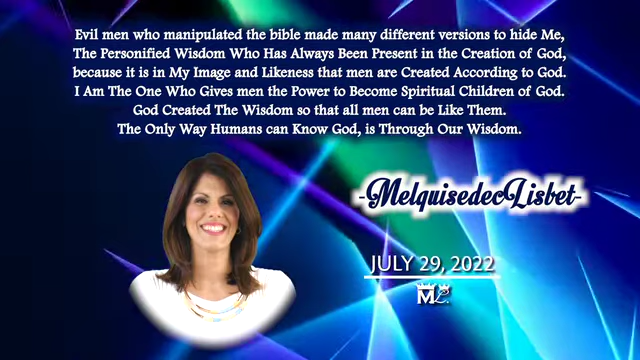 Evil men who manipulated the bible made many different versions to hide Me,
The Personified Wisdom Who Has Always Been Present in the Creation of God,
because it is in My Image and Likeness that men are Created According to God.
I Am The One Who Gives men the Power to Become Spiritual Children of God.
God Created The Wisdom so that all men can be Like Them.
The Only Way Humans can Know God, is Through Our Wisdom.
-MelquisedecLisbet-
JULY 29, 2022
ML